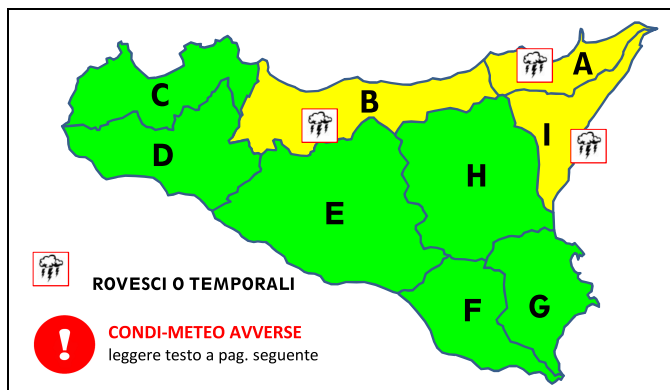 A
B
C
I
D
H
E
F
G
ROVESCI O TEMPORALI
!
CONDI-METEO AVVERSE
leggere testo a pag. seguente